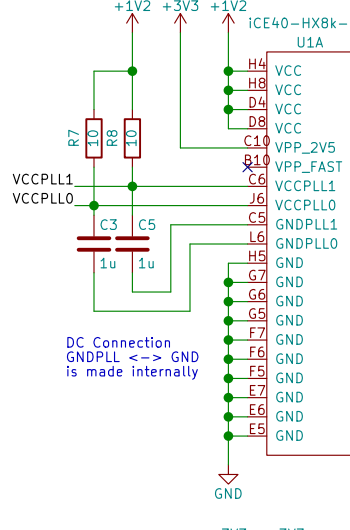 +1V2 +3V3 +1V2
iCE40-HX8k-
U1A
H4 VCC
H8 VCC
D4 VCC
D8 VCC
R7 10 R8 10
C10 VPP_2V5
B10 VPP_FAST
VCCPLL1 C6 VCCPLL1
VCCPLL0 J6 VCCPLL0
C3 C5 C5 GNDPLL1
L6 GNDPLL0
1u 1u H5 GND
G7 GND
G6 GND
G5 GND
F7 GND
DC Connection
GNDPLL <-> GND
is made internally
F6 GND
F5 GND
E7 GND
E6 GND
E5 GND
GND